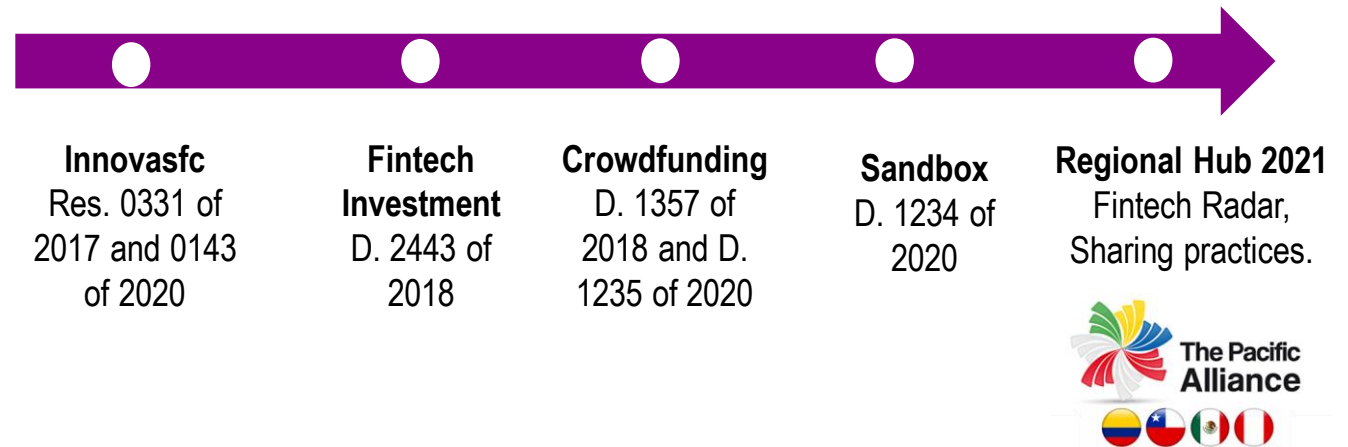 Innovasfc
Res. 0331 of
2017 and 0143
of 2020
Fintech
Investment
D. 2443 of
2018
Crowdfunding
D. 1357 of
2018 and D.
1235 of 2020
Sandbox
D. 1234 of
2020
Regional Hub 2021
Fintech Radar,
Sharing practices.
The Pacific
Alliance